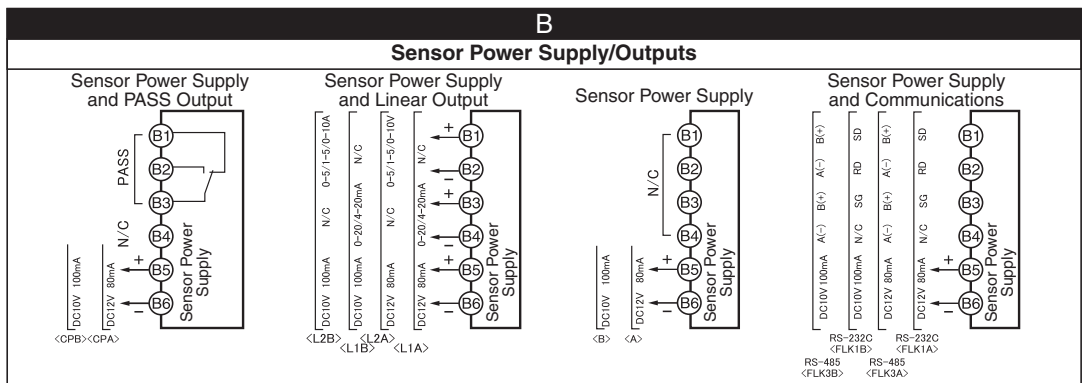 B
Sensor Power Supply/Outputs
Sensor Power Supply
and PASS Output
PASS
N/C
B1
B2
B3
B4
B5
B6
+
−
Sensor Power
Supply
DC10V 100mA
DC12V 80mA
<CPB><CPA>
Sensor Power Supply
and Linear Output
0-5/1-5/0-10A
N/C
DC10V 100mA
N/C
0-20/4-20mA
DC10V 100mA
0-5/1-5/0-10V
N/C
DC12V 80mA
N/C
0-20/4-20mA
DC12V 80mA
+
−
+
−
+
−
B1
B2
B3
B4
B5
B6
Sensor Power
Supply
<L2B>
<L1B>
<L2A>
<L1A>
Sensor Power Supply
N/C
B1
B2
B3
B4
B5
B6
+
−
Sensor Power
Supply
DC10V 100mA
DC12V 80mA
<B>
<A>
Sensor Power Supply
and Communications
B(+)
A(-)
B(+)
A(-)
DC10V 100mA
SD
RD
SG
N/C
DC10V 100mA
B(+)
A(-)
B(+)
A(-)
DC12V 80mA
SD
RD
SG
N/C
DC12V 80mA
+
−
B1
B2
B3
B4
B5
B6
Sensor Power
Supply
RS-232C
<FLK1B>
RS-232C
<FLK1A>
RS-485
<FLK3B>
RS-485
<FLK3A>